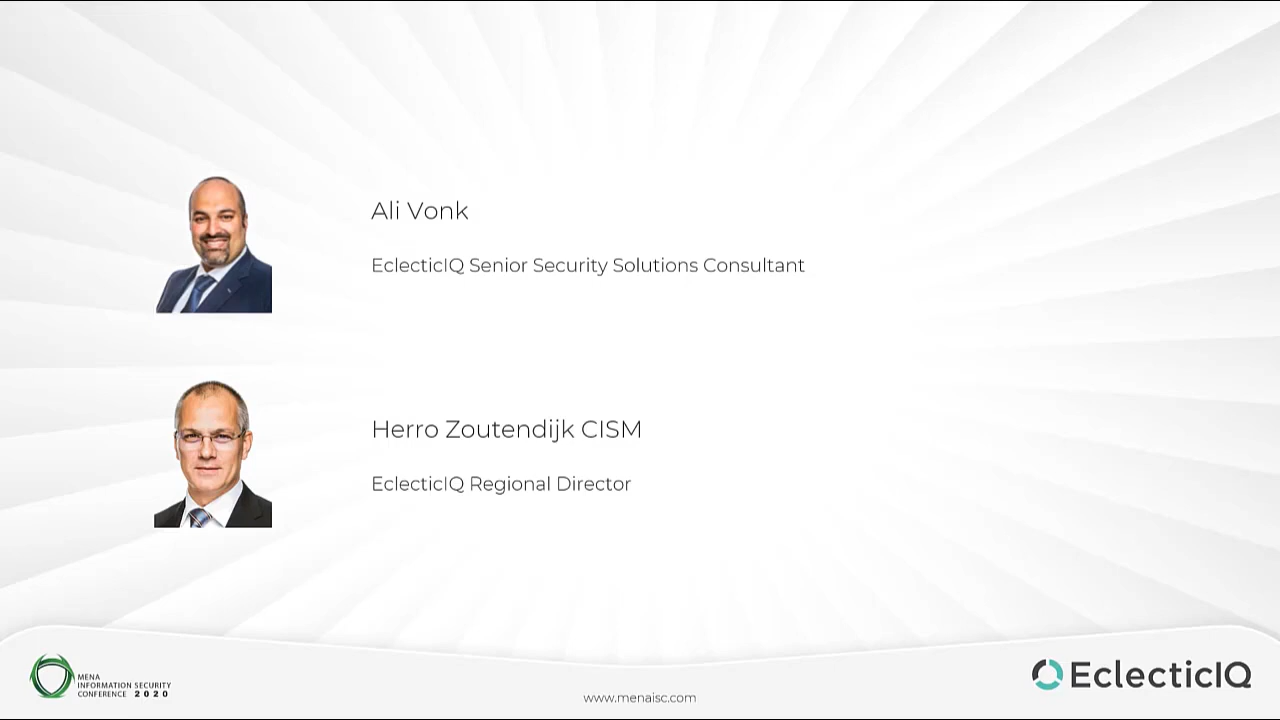 Ali Vonk
EclecticIQ Senior Security Solutions Consultant
Herro Zoutendijk CISM
EclecticIQ Regional Director
MENA
INFORMATION SECURITY
CONFERENCE 2020
www.menaisc.com
EclecticIQ